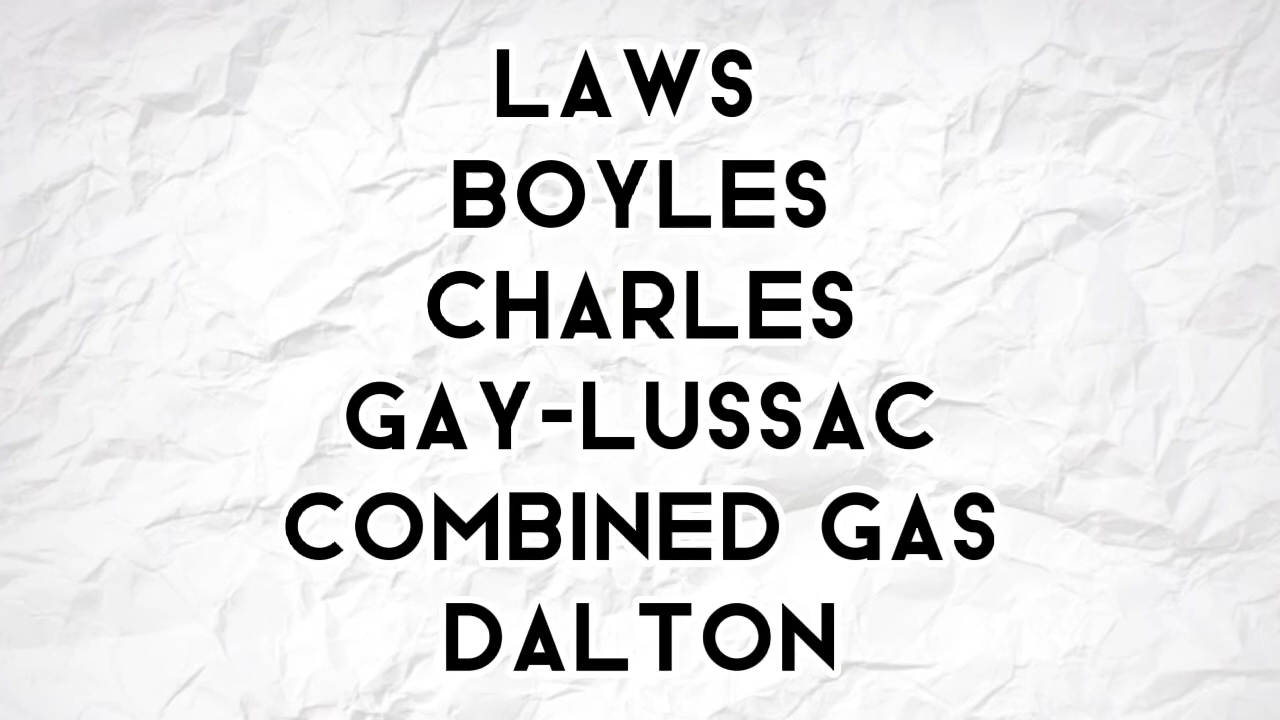 LAWS
BOYLES
CHARLES
GAY-LUSSAC
COMBINED GAS
DALTON